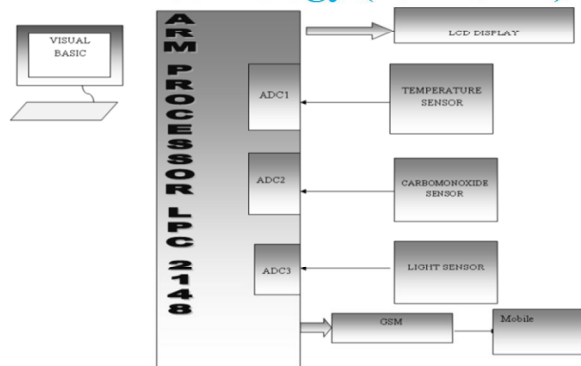 VISUAL
BASIC
ARM PROCESSOR LPC 2148
LCD DISPLAY
ADC1
TEMPERATURE
SENSOR
ADC2
CARBOMONOXIDE
SENSOR
ADC3
LIGHT SENSOR
GSM
Mobile